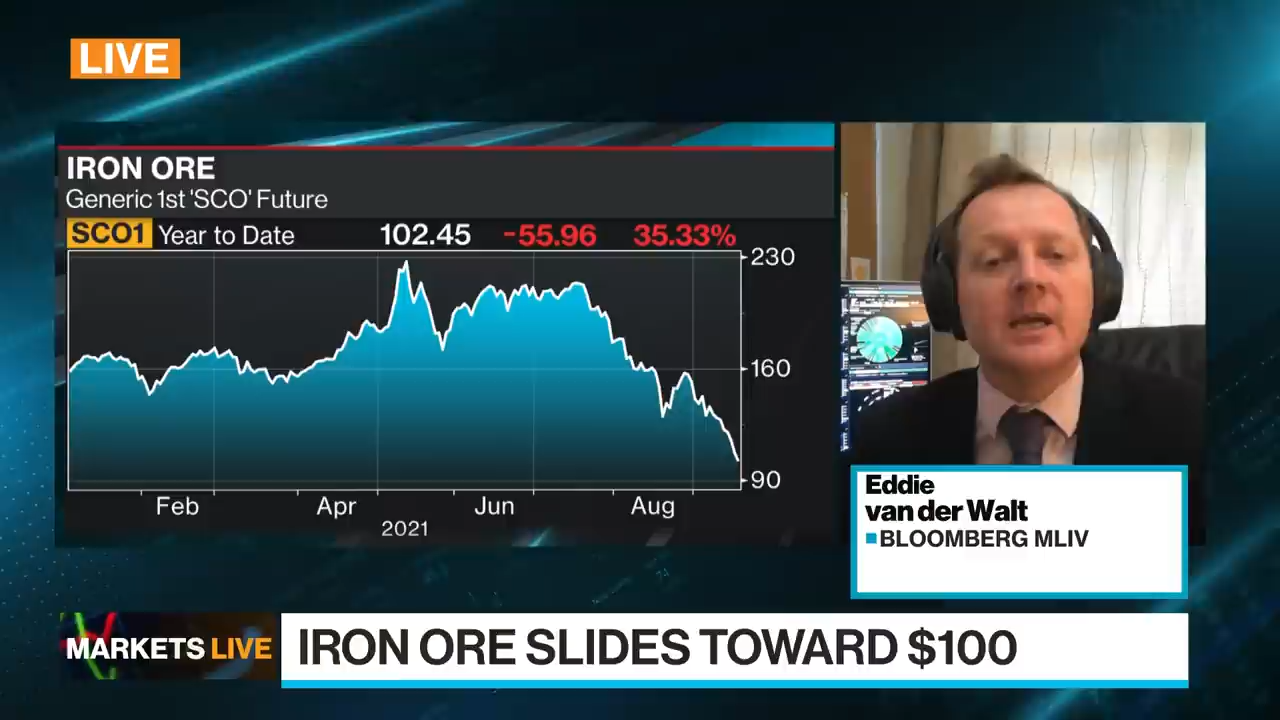 LIVE
IRON ORE
Generic 1st 'SCO' Future
SCO1 Year to Date 102.45 -55.96 35.33%
230
160
90
Feb Apr Jun Aug
2021
Eddie
van der Walt
BLOOMBERG MLIV
MARKETS LIVE
IRON ORE SLIDES TOWARD $100